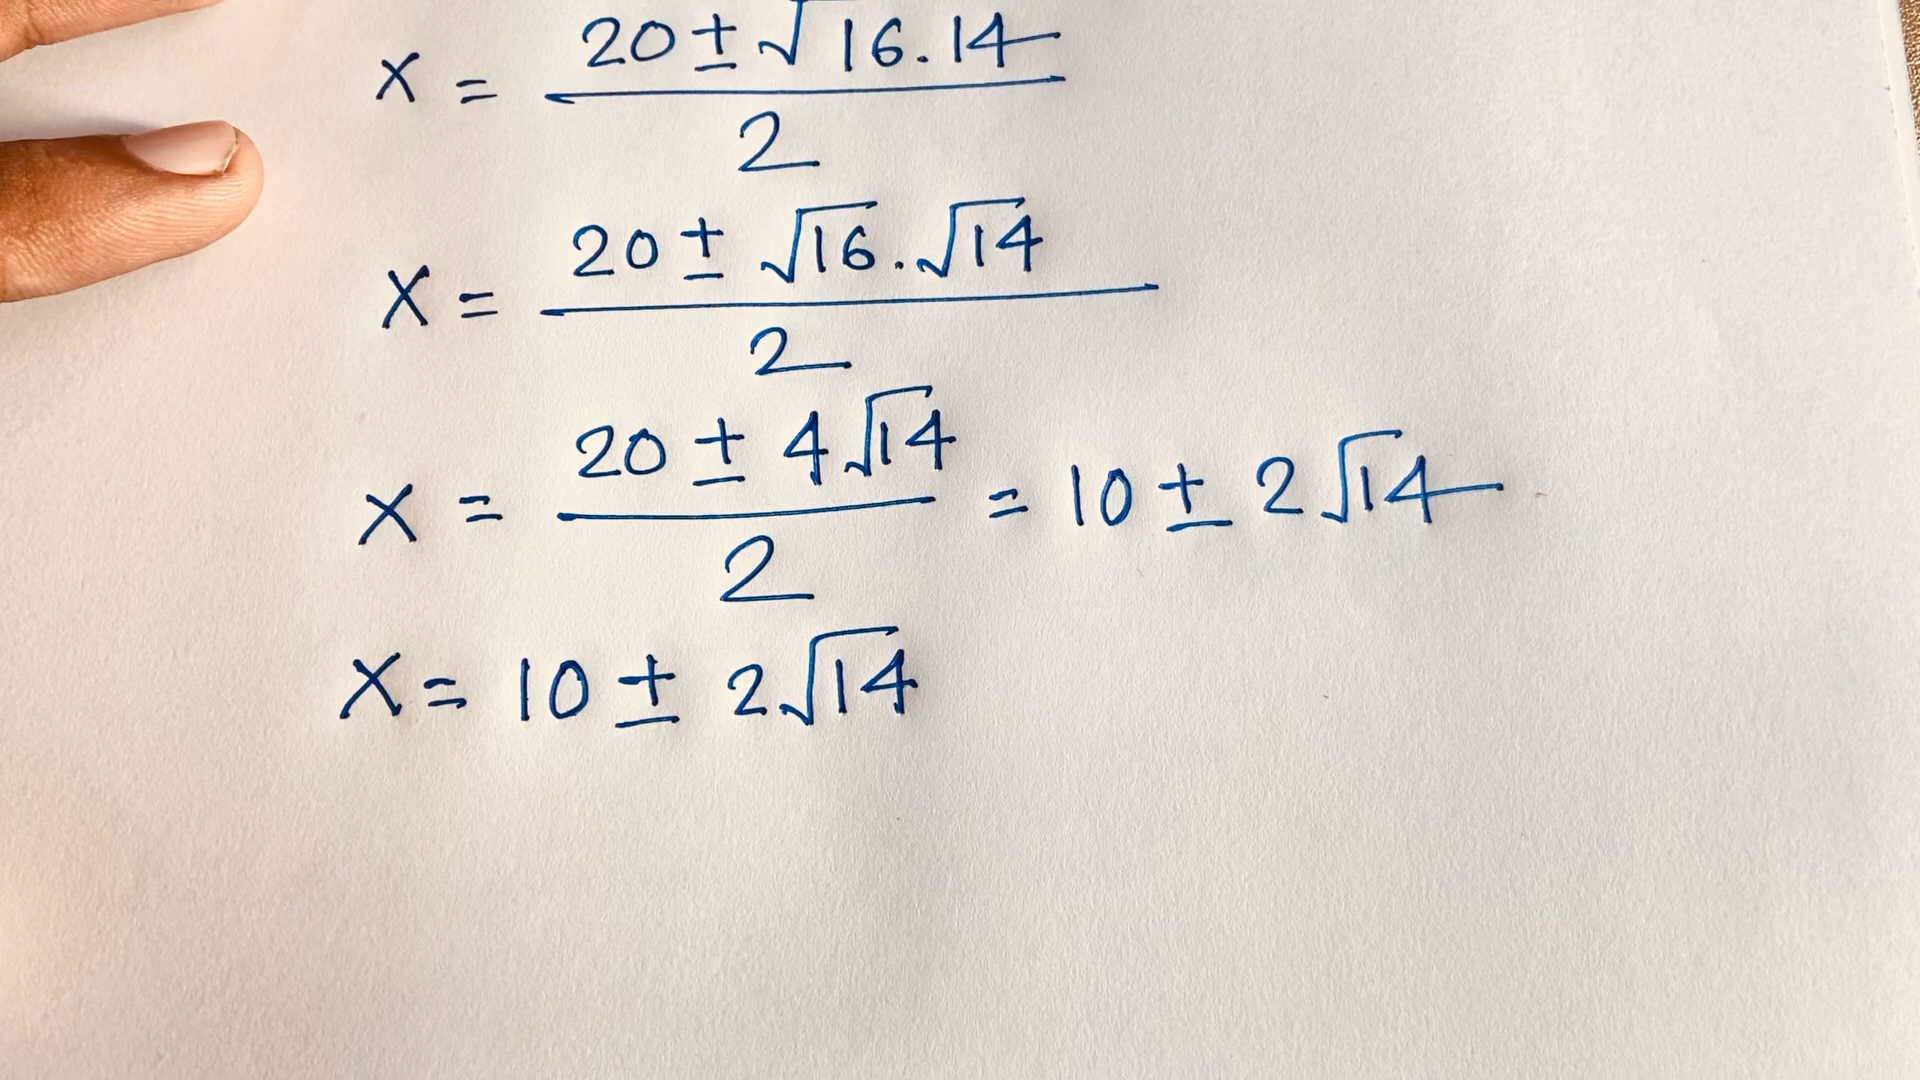 x = (20 ± √16.14) / 2
x = (20 ± √16.√14) / 2
x = (20 ± 4√14) / 2 = 10 ± 2√14
x = 10 ± 2√14